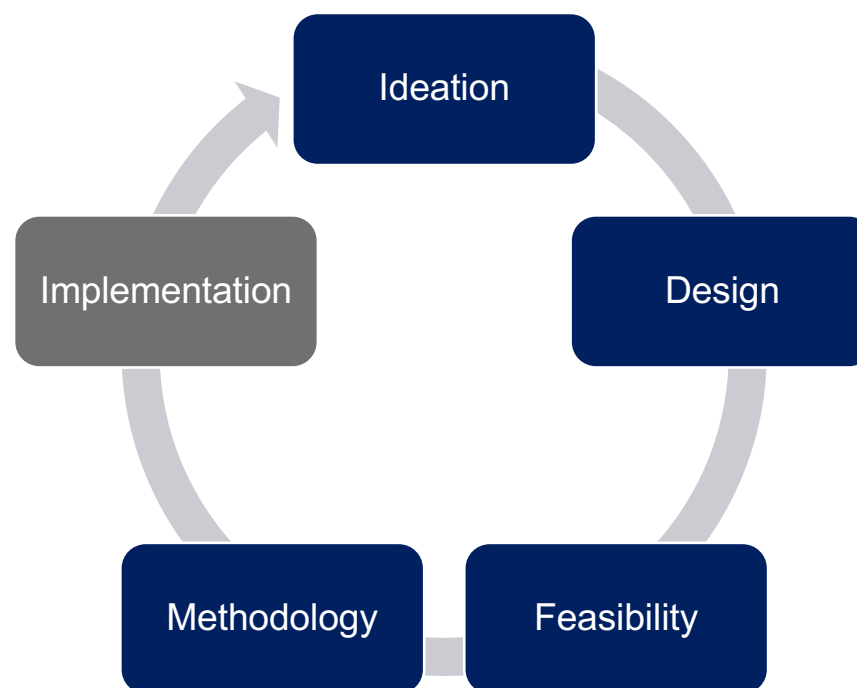 Ideation
Design
Feasibility
Methodology
Implementation